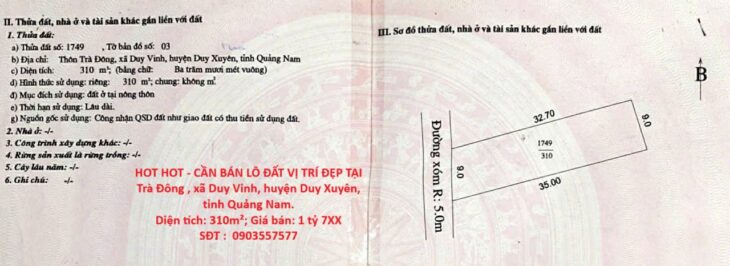 II. Thửa đất, nhà ở và tài sản khác gắn liền với đất
1. Thửa đất:
a) Thửa đất số: 1749 , Tờ bản đồ số: 03
b) Địa chỉ: Thôn Trà Đông, xã Duy Vinh, huyện Duy Xuyên, tỉnh Quảng Nam
c) Diện tích: 310 m²; (bằng chữ: Ba trăm mười mét vuông)
d) Hình thức sử dụng: riêng: 310 m²; chung: không m²
đ) Mục đích sử dụng: đất ở tại nông thôn
e) Thời hạn sử dụng: Lâu dài.
g) Nguồn gốc sử dụng: Công nhận QSD đất như giao đất có thu tiền sử dụng đất.
2. Nhà ở: -/-
3. Công trình xây dựng khác: -/-
4. Rừng sản xuất là rừng trồng: -/-
5. Cây lâu năm: -/-
6. Ghi chú: -/-
HOT HOT - CẦN BÁN LÔ ĐẤT VỊ TRÍ ĐẸP TẠI
Trà Đông , xã Duy Vinh, huyện Duy Xuyên,
tỉnh Quảng Nam.
Diện tích: 310m²; Giá bán: 1 tỷ 7XX
SĐT : 0903557577
III. Sơ đồ thửa đất, nhà ở và tài sản khác gắn liền với đất
B
Đường xóm R: 5.0m
32.70
9.0
1749
310
9.0
35.00